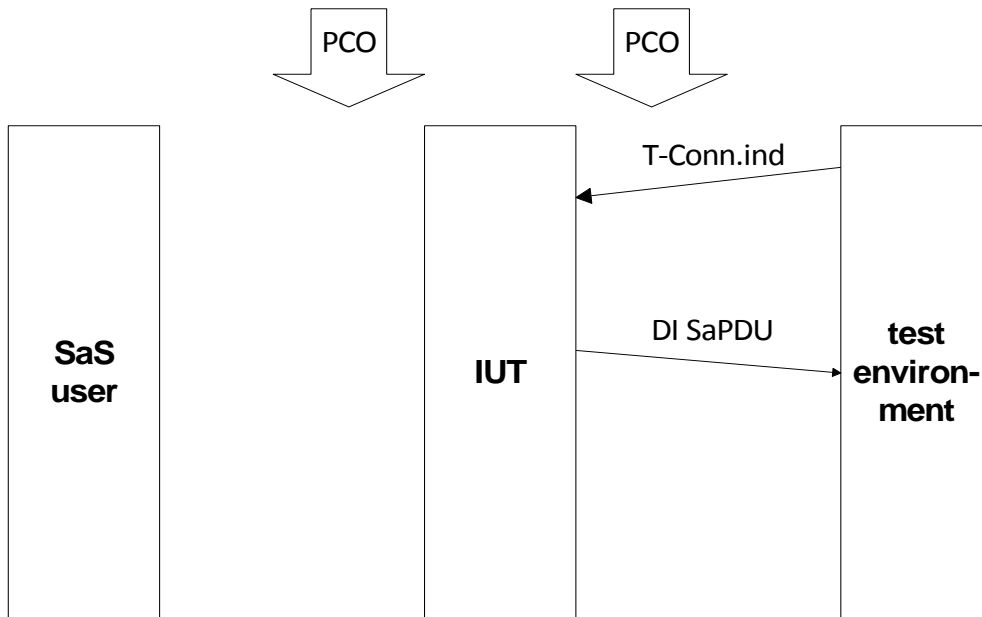 PCO
PCO
T-Conn.ind
DI SaPDU
SaS
user
IUT
test
environ-
ment